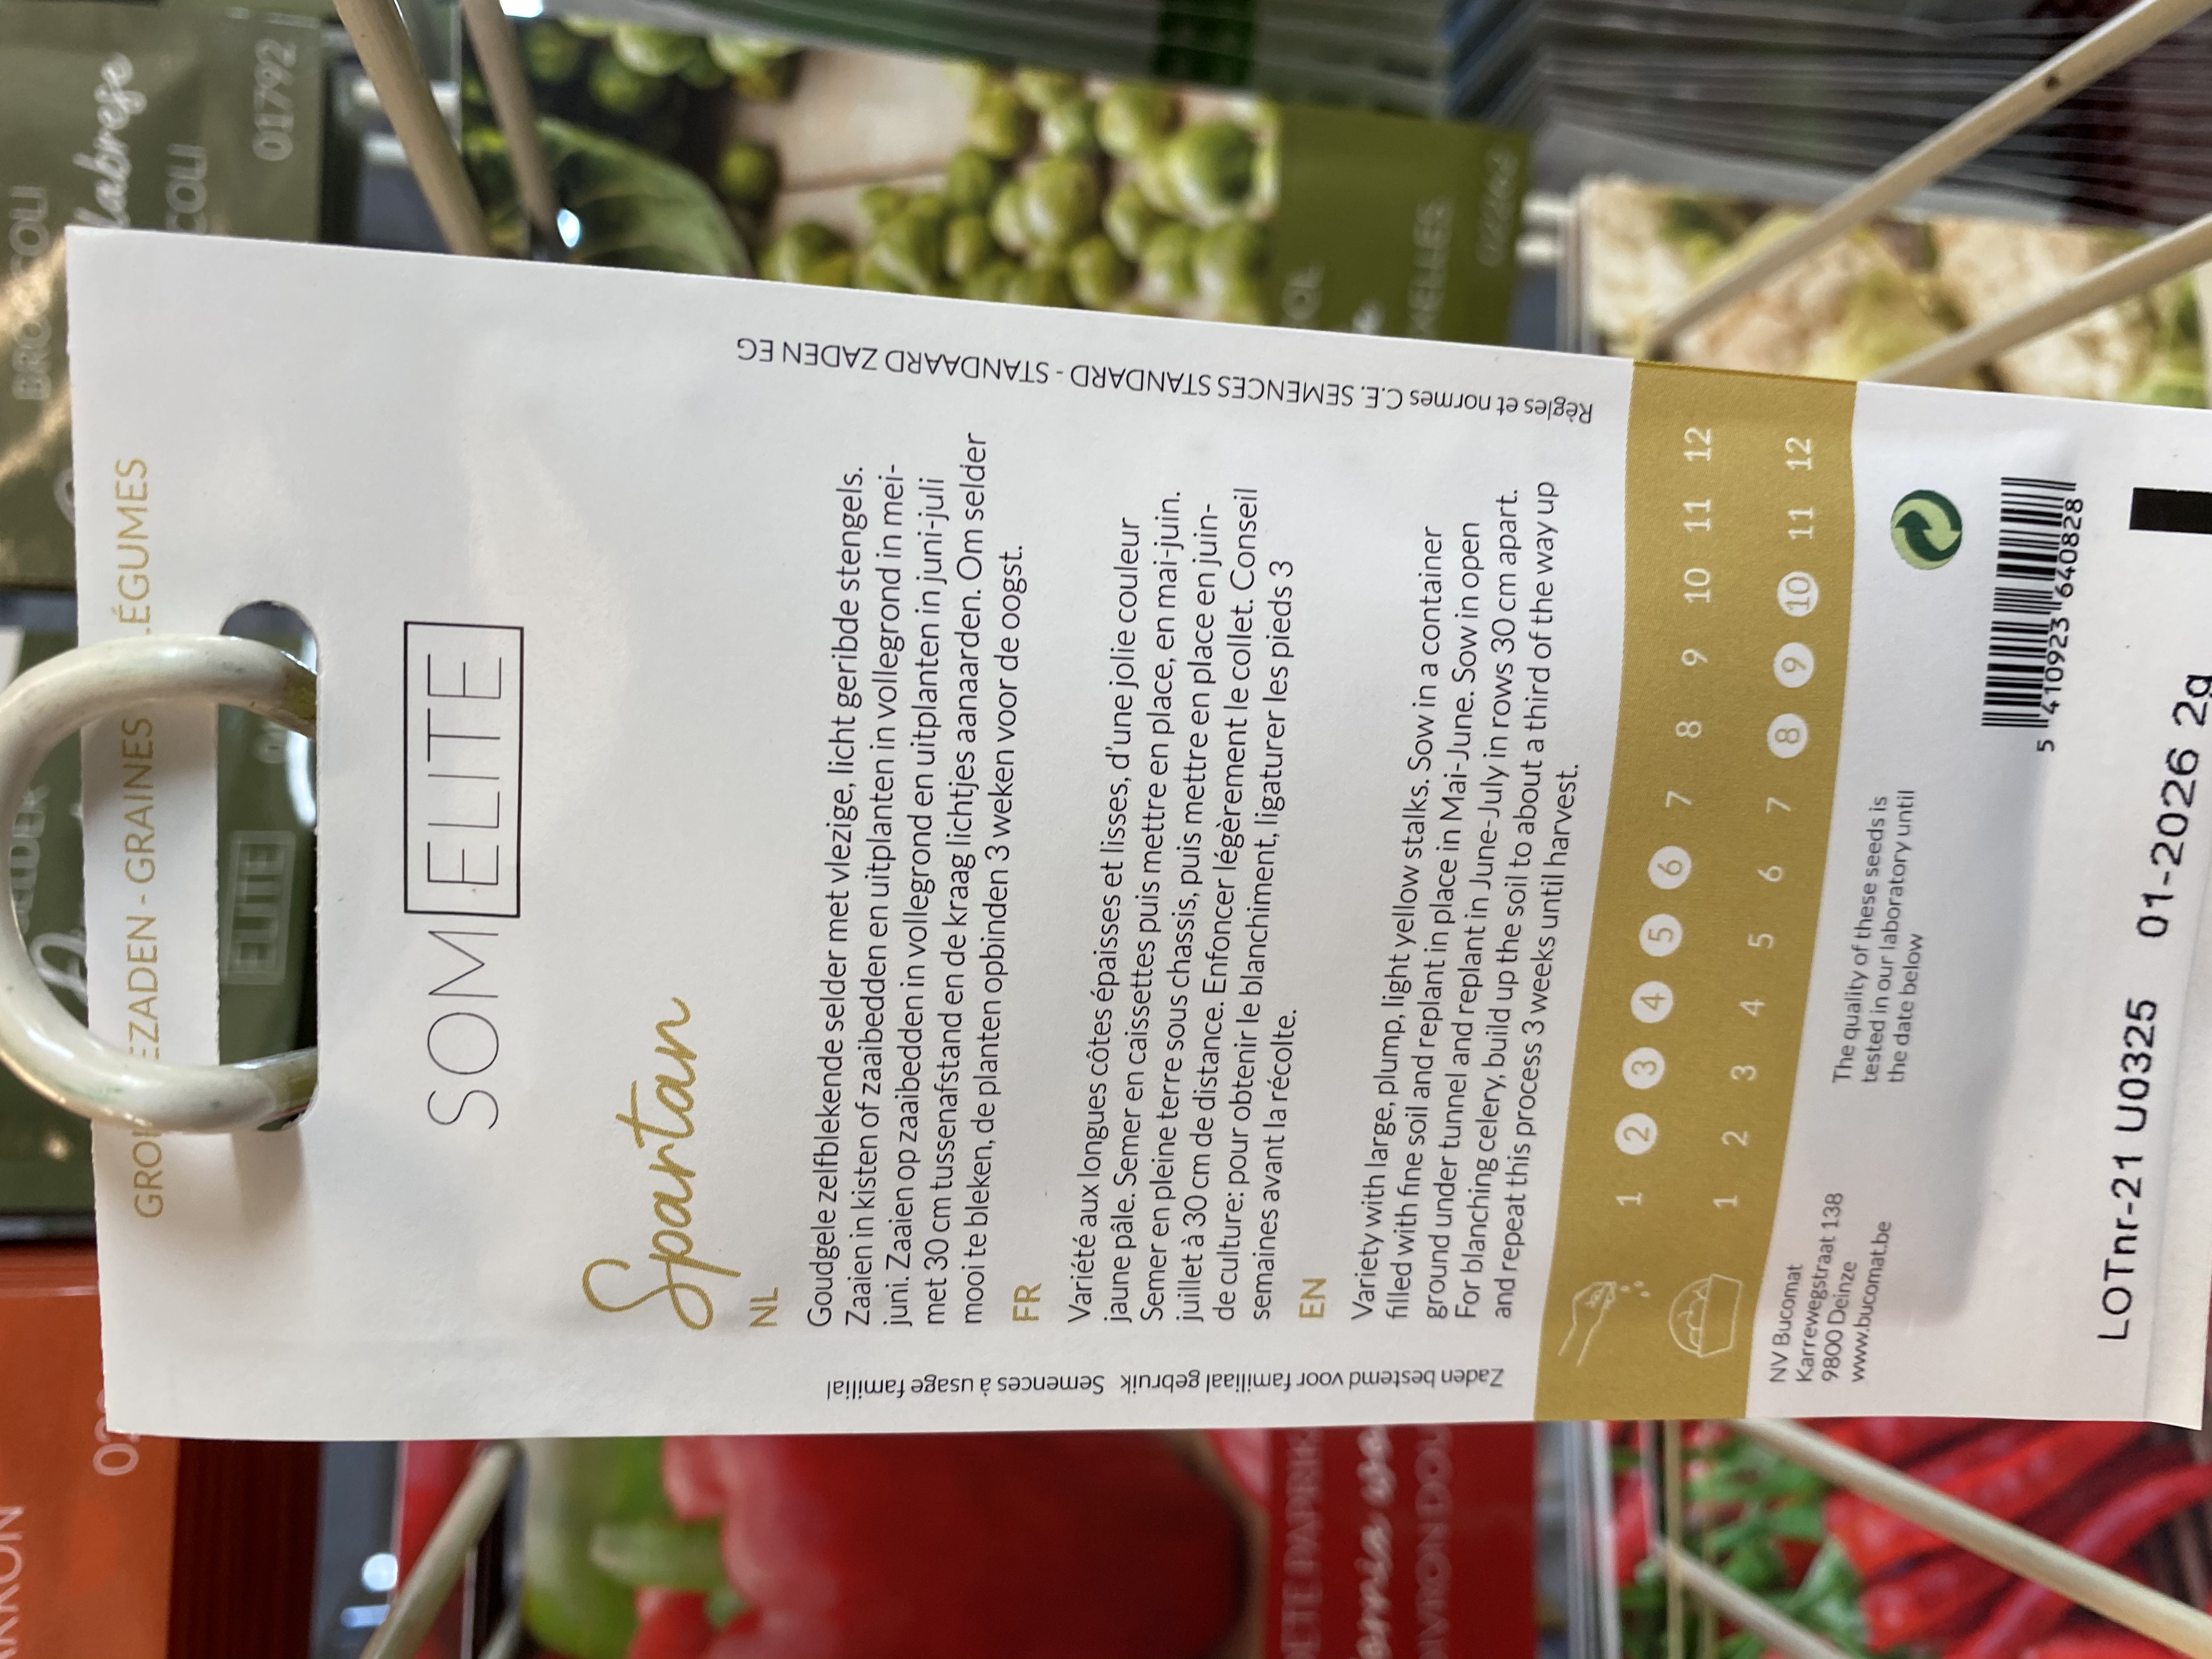 GROENTEZADEN - GRAINES LÉGUMES
SOM ELITE
Spartan
NL
Goudgele zelfblekende selder met vlezige, licht geribde stengels.
Zaaien in kisten of zaaibedden en uitplanten in vollegrond in mei-
juni. Zaaien op zaaibedden in vollegrond en uitplanten in juni-juli
met 30 cm tussenafstand en de kraag lichtjes aanaarden. Om selder
mooi te bleken, de planten opbinden 3 weken voor de oogst.
FR
Variété aux longues côtes épaisses et lisses, d'une jolie couleur
jaune pâle. Semer en caissettes puis mettre en place, en mai-juin.
Semer en pleine terre sous chassis, puis mettre en place en juin-
juillet à 30 cm de distance. Enfoncer légèrement le collet. Conseil
de culture: pour obtenir le blanchiment, ligaturer les pieds 3
semaines avant la récolte.
EN
Variety with large, plump, light yellow stalks. Sow in a container
filled with fine soil and replant in place in Mai-June. Sow in open
ground under tunnel and replant in June-July in rows 30 cm apart.
For blanching celery, build up the soil to about a third of the way up
and repeat this process 3 weeks until harvest.
Zaden bestemd voor familiaal gebruik Semences à usage familial
Règles et normes C.E. SEMENCES STANDARD - STANDAARD ZADEN EG
1 2 3 4 5 6 7 8 9 10 11 12
1 2 3 4 5 6 7 8 9 10 11 12
NV Bucomat
Karrewegstraat 138
9800 Deinze
www.bucomat.be
The quality of these seeds is
tested in our laboratory until
the date below
5 410923 640828
LOTnr-21 U0325 01-2026 2g
ELITE
01792